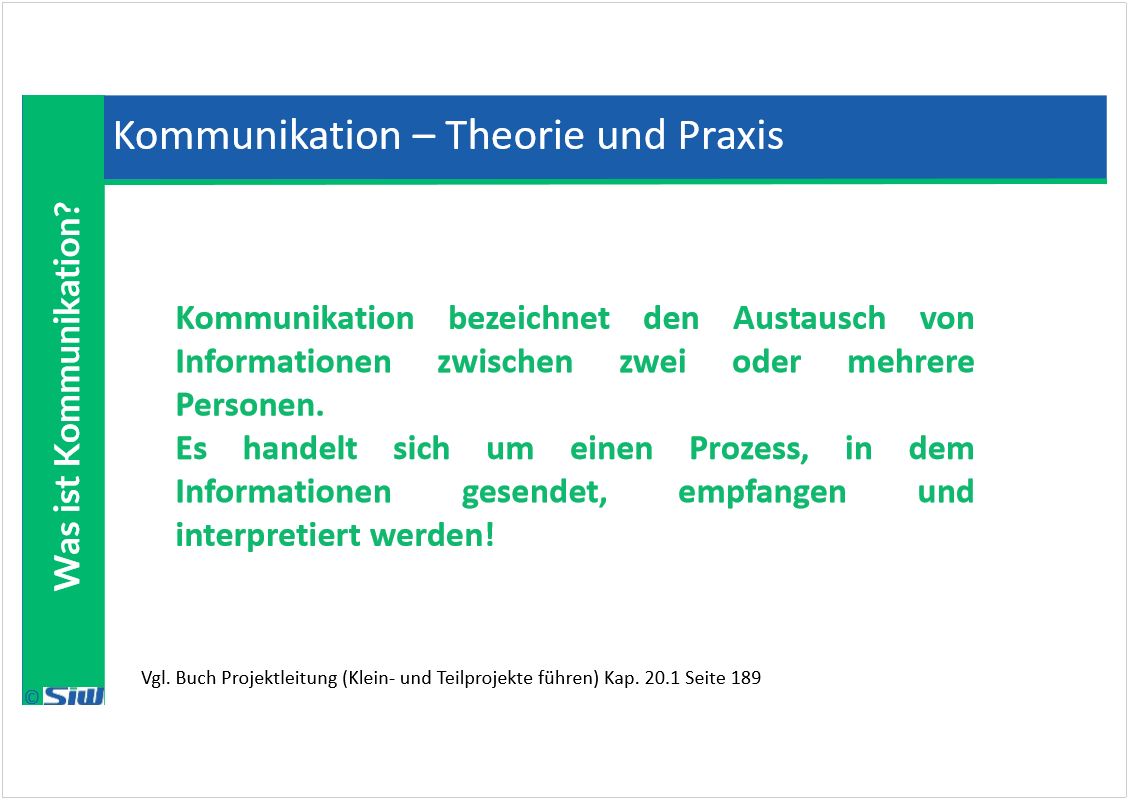 Kommunikation – Theorie und Praxis
Was ist Kommunikation?
Kommunikation bezeichnet den Austausch von
Informationen zwischen zwei oder mehrere
Personen.
Es handelt sich um einen Prozess, in dem
Informationen gesendet, empfangen und
interpretiert werden!
Vgl. Buch Projektleitung (Klein- und Teilprojekte führen) Kap. 20.1 Seite 189
© SIW